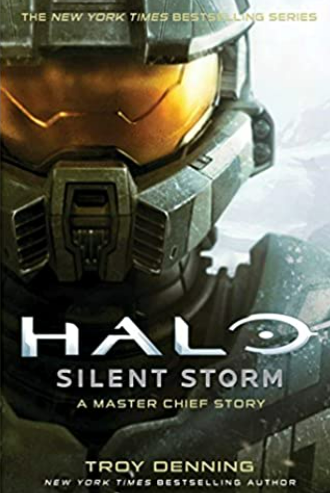 THE NEW YORK TIMES BESTSELLING SERIES
HALO
SILENT STORM
A MASTER CHIEF STORY
TROY DENNING
NEW YORK TIMES BESTSELLING AUTHOR